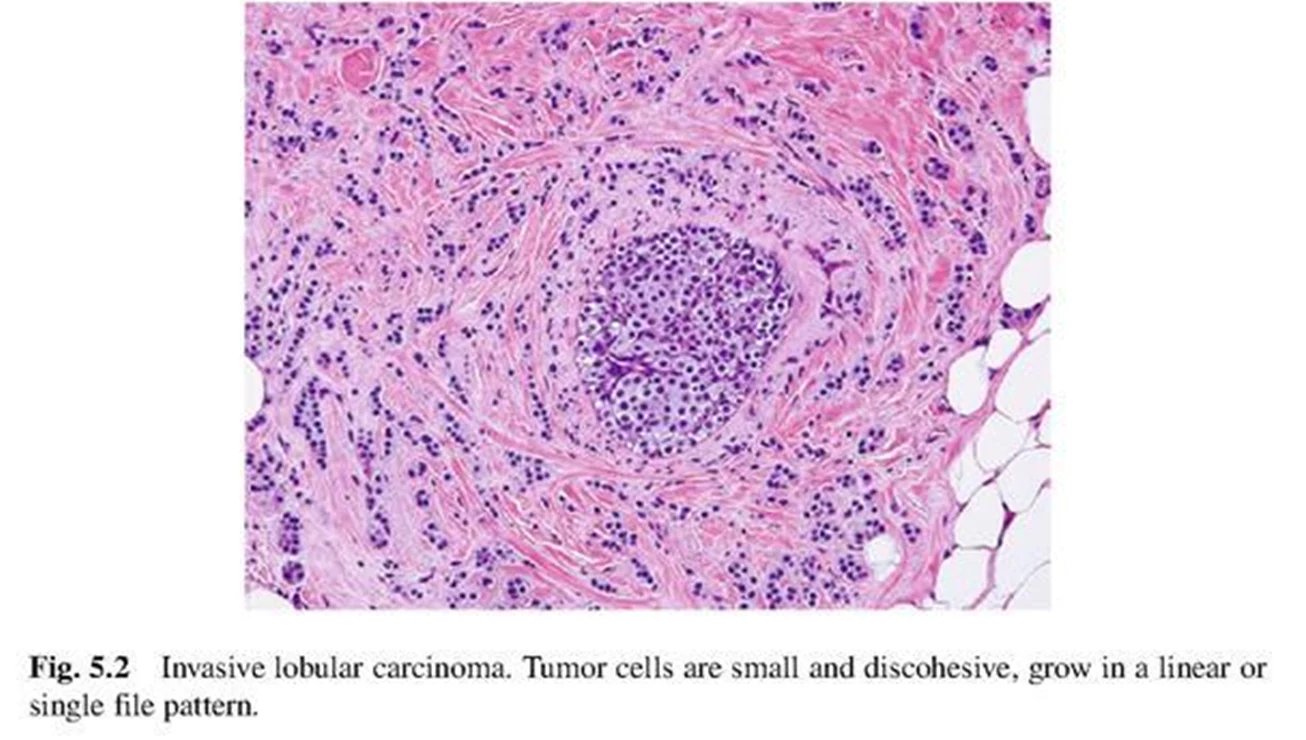 Fig. 5.2 Invasive lobular carcinoma. Tumor cells are small and discohesive, grow in a linear or
single file pattern.